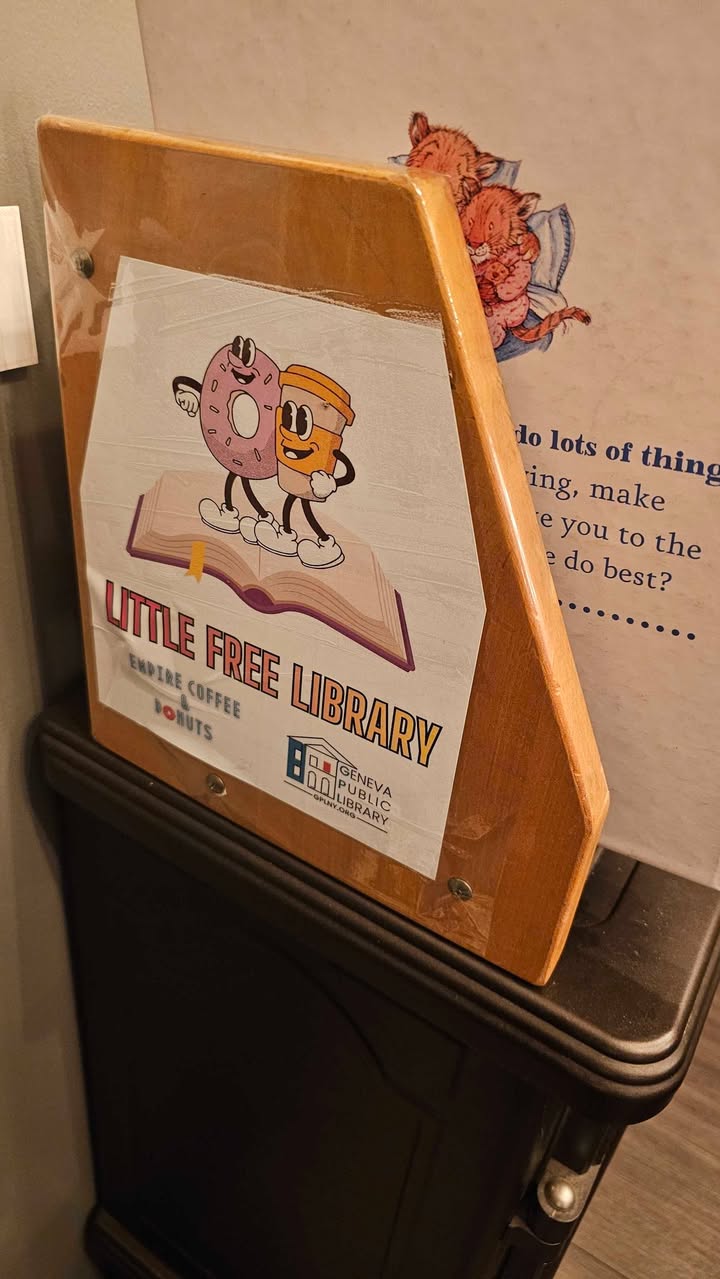 LITTLE FREE LIBRARY
EMPIRE COFFEE
&
DONUTS
GENEVA
PUBLIC
LIBRARY
GPLNY.ORG
do lots of thing
ing, make
e you to the
e do best?